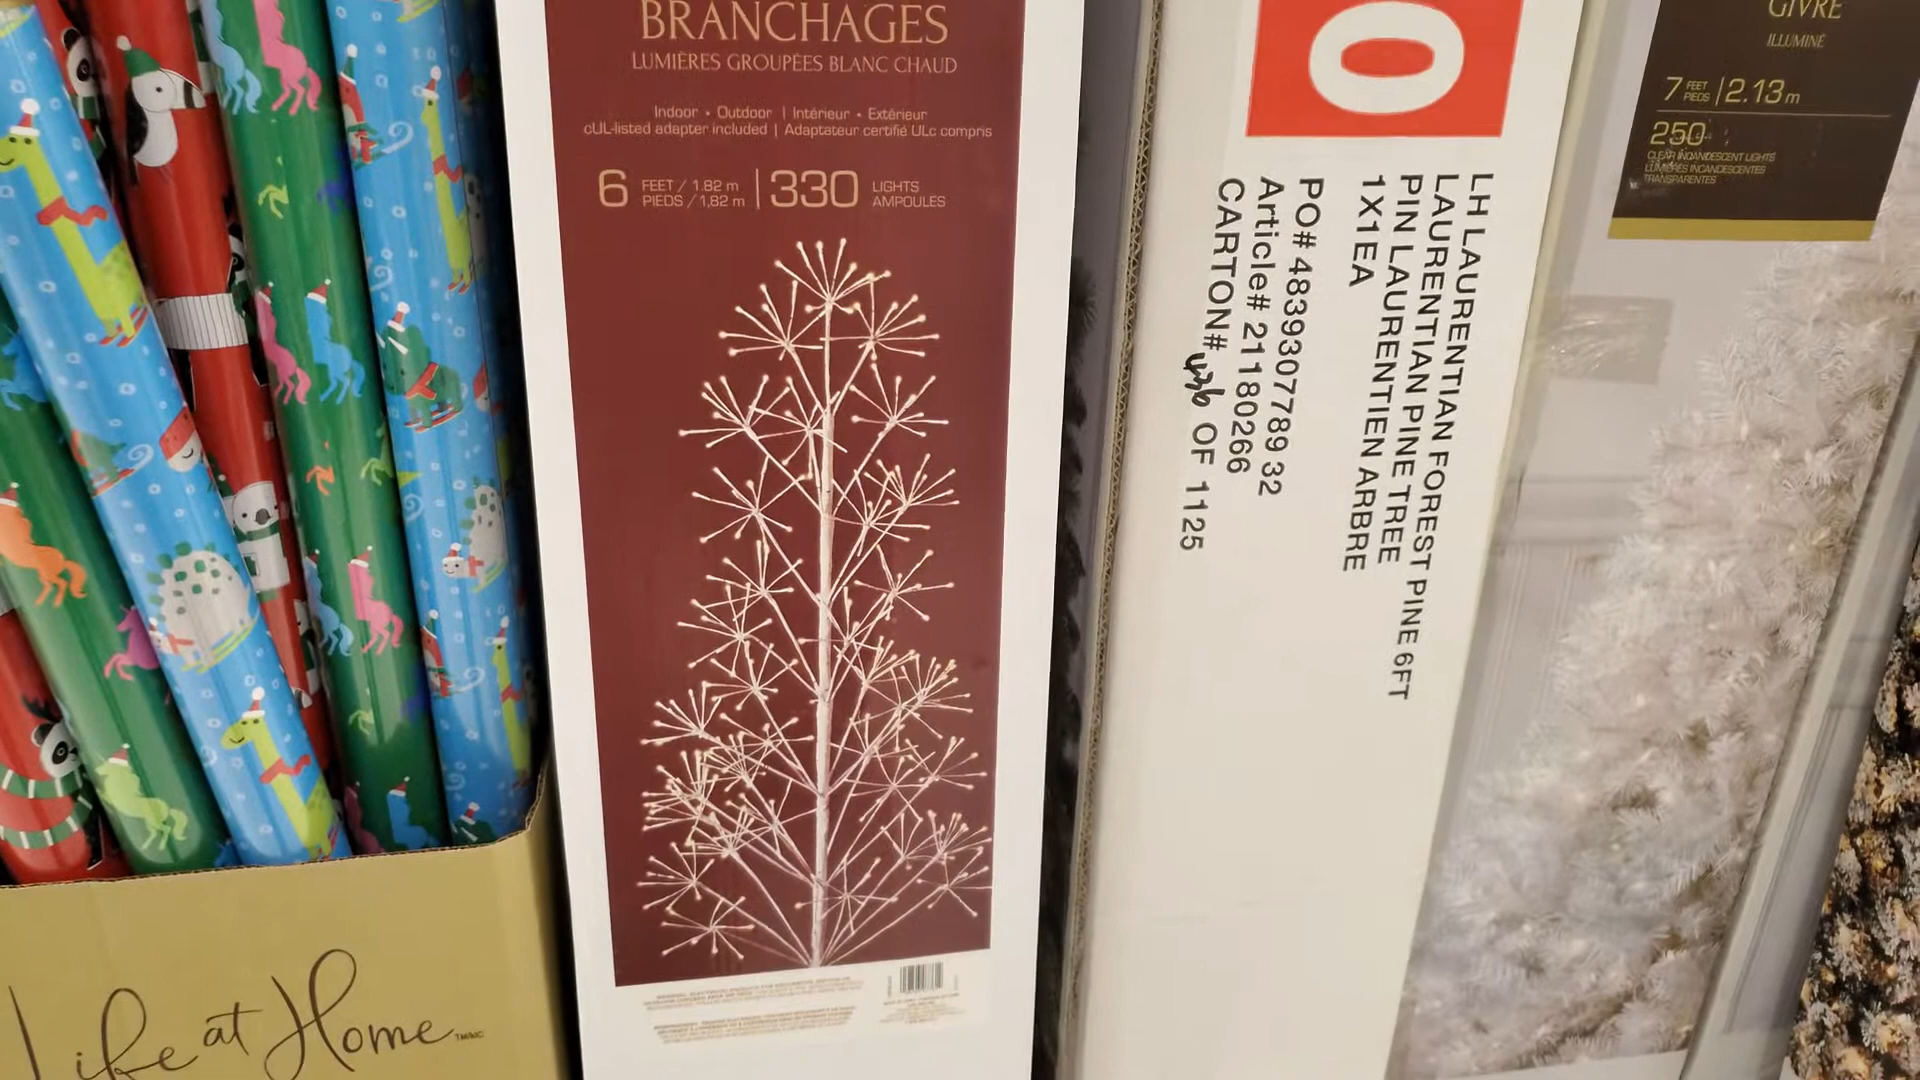 BRANCHAGES
LUMIÈRES GROUPÉES BLANC CHAUD
Indoor • Outdoor | Intérieur • Extérieur
cUL-listed adapter included | Adaptateur certifié ULc compris
6 FEET / 1.82 m
PIEDS / 1,82 m
330 LIGHTS
AMPOULES
Life at Home TM/MC
O
LH LAURENTIAN FOREST PINE 6FT
LAURENTIAN PINE TREE
PIN LAURENTIEN ARBRE
1X1EA
PO# 4839307789 32
Article# 21180266
CARTON# 436 OF 1125
GIVRE
ILLUMINÉ
7 FEET
PIEDS | 2.13 m
250
CLEAR INCANDESCENT LIGHTS
LUMIÈRES INCANDESCENTES
TRANSPARENTES